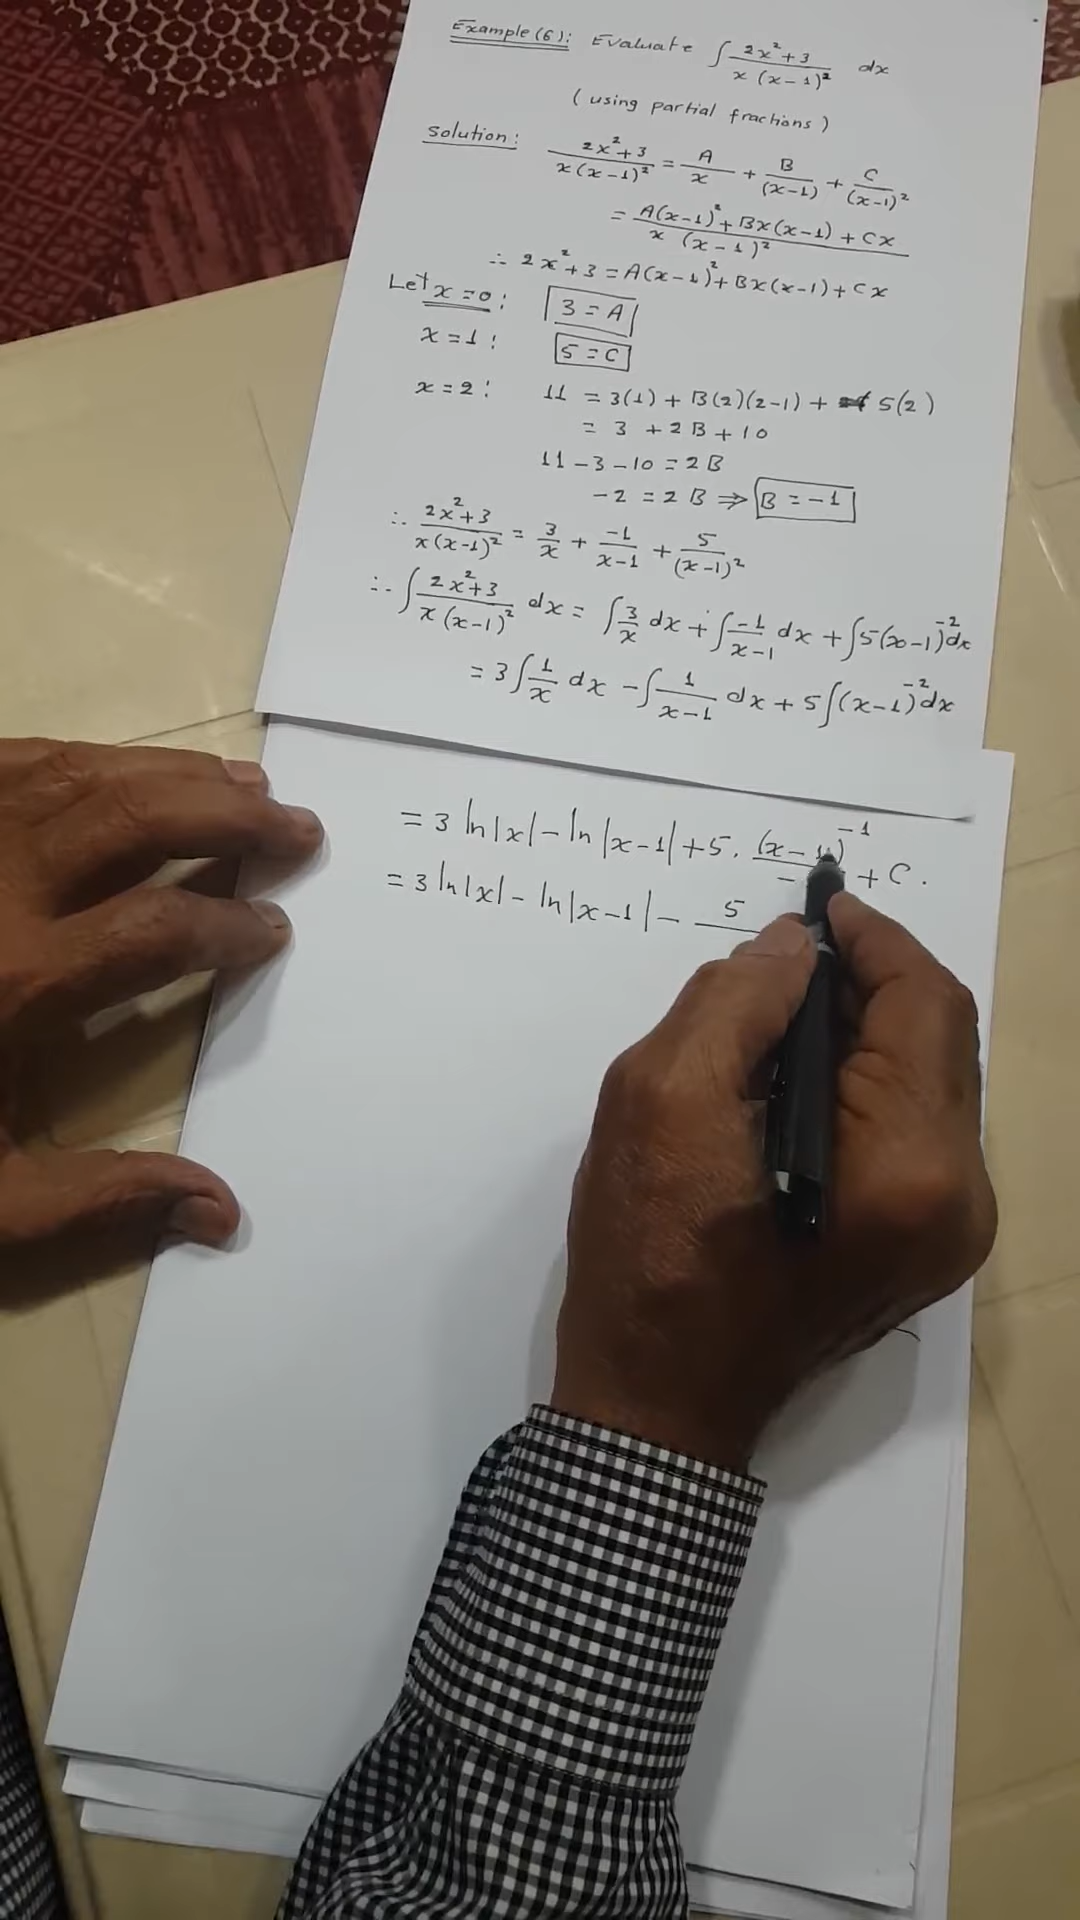 Example (6): Evaluate ∫ (2x²+3)/(x(x-1)²) dx
(using partial fractions)
solution: (2x²+3)/(x(x-1)²) = A/x + B/(x-1) + C/(x-1)²
= (A(x-1)²+Bx(x-1)+Cx)/(x(x-1)²)
∴ 2x²+3 = A(x-1)²+Bx(x-1)+Cx
Let x=0: 3 = A
x=1: 5 = C
x=2: 11 = 3(1) + B(2)(2-1) + 5(2)
= 3 + 2B + 10
11-3-10 = 2B
-2 = 2B ⇒ B = -1
∴ (2x²+3)/(x(x-1)²) = 3/x + -1/(x-1) + 5/(x-1)²
∴ ∫ (2x²+3)/(x(x-1)²) dx = ∫ 3/x dx + ∫ -1/(x-1) dx + ∫5(x-1)⁻²dx
= 3∫ 1/x dx - ∫ 1/(x-1) dx + 5∫(x-1)⁻²dx
= 3 ln|x| - ln|x-1| + 5 . (x-1)⁻¹/- + C.
= 3 ln|x| - ln|x-1| - 5